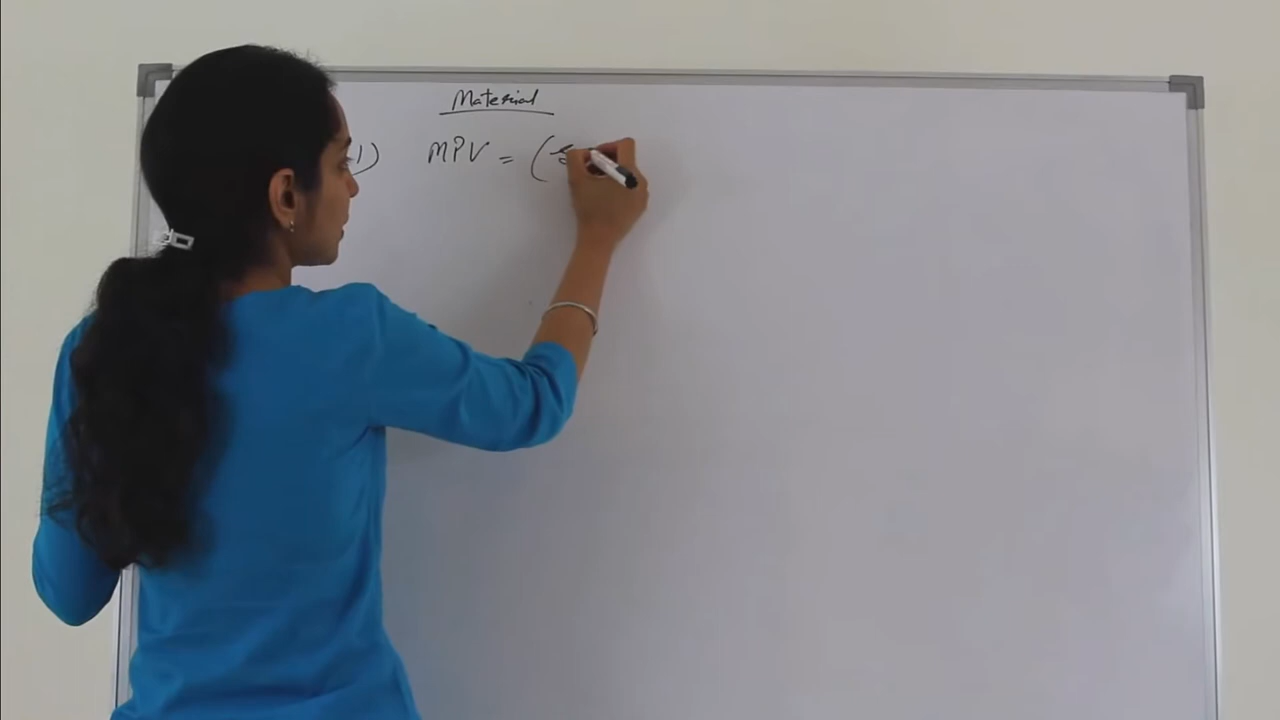 Material
1) MPV = (S